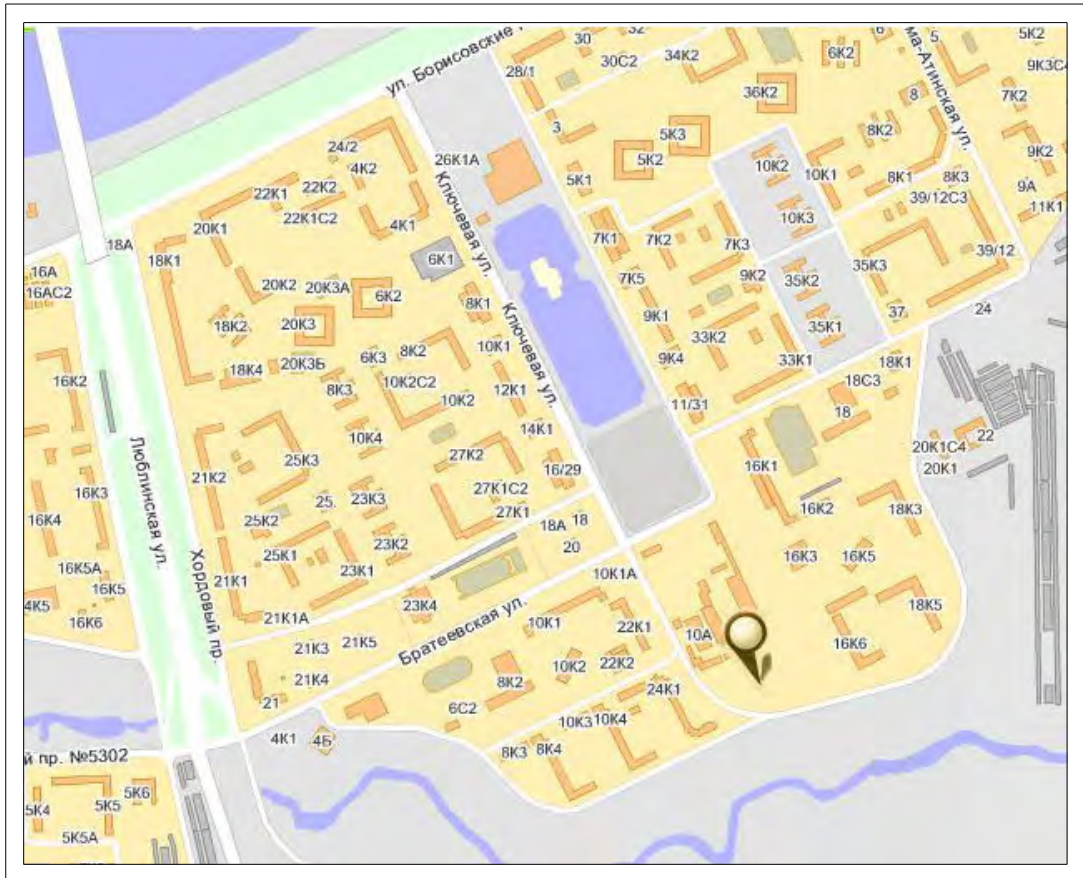 5К2
30
32
30С2
34К2
6К2
6
5
28/1
ма-Атинская ул.
9К3С4
ул. Борисовские
36К2
8
7К2
3
5К3
8К2
9К2
24/2
4К2
26К1А
5К2
10К2
10К1
8К1
8К3
22К1
22К2
5К1
9А
22К1С2
Ключевая ул.
10К3
39/12С3
11К1
20К1
4К1
7К1
7К2
7К3
18А
18К1
6К1
39/12
16А
7К5
9К2
35К2
35К3
16АС2
20К2
20К3А
6К2
8К1
Ключевая ул.
9К1
37
24
18К2
20К3
10К1
33К2
35К1
6К3
8К2
9К4
33К1
18К1
16К2
18К4
20К3Б
10К2С2
12К1
18С3
8К3
10К2
11/31
18
Люблинская ул.
10К4
14К1
22
25К3
27К2
20К1С4
16К1
20К1
16/29
21К2
16К3
25
23К3
27К1С2
16К2
18К3
16К4
25К2
27К1
18А
18
23К2
20
Хордовый пр.
25К1
16К3
16К5
16К5А
23К1
10К1А
21К1
16К5
4К5
23К4
18К5
16К6
21К1А
Братеевская ул.
10К1
22К1
10А
21К3
21К5
16К6
10К2
22К2
21К4
8К2
24К1
21
6С2
10К3
10К4
4К1
4Б
8К3
8К4
й пр. №5302
5К6
5К4
5К5
5К5А